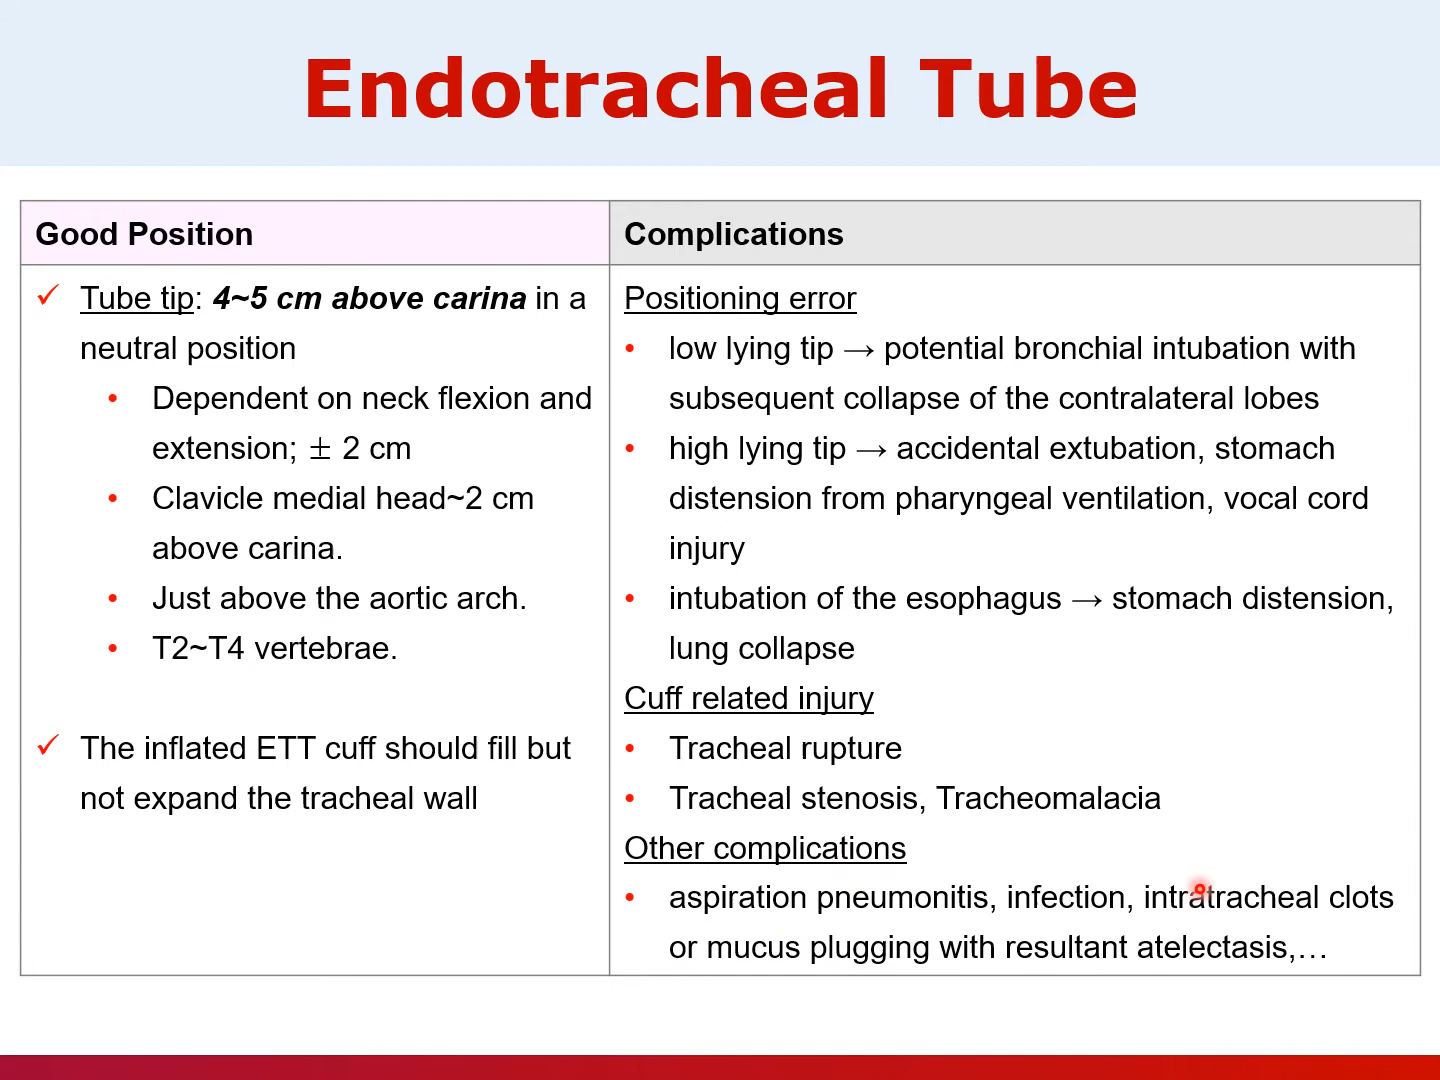 Endotracheal Tube
Good Position
✓ Tube tip: 4~5 cm above carina in a
neutral position
• Dependent on neck flexion and
extension; ± 2 cm
• Clavicle medial head~2 cm
above carina.
• Just above the aortic arch.
• T2~T4 vertebrae.
✓ The inflated ETT cuff should fill but
not expand the tracheal wall
Complications
Positioning error
• low lying tip → potential bronchial intubation with
subsequent collapse of the contralateral lobes
• high lying tip → accidental extubation, stomach
distension from pharyngeal ventilation, vocal cord
injury
• intubation of the esophagus → stomach distension,
lung collapse
Cuff related injury
• Tracheal rupture
• Tracheal stenosis, Tracheomalacia
Other complications
• aspiration pneumonitis, infection, intratracheal clots
or mucus plugging with resultant atelectasis,…